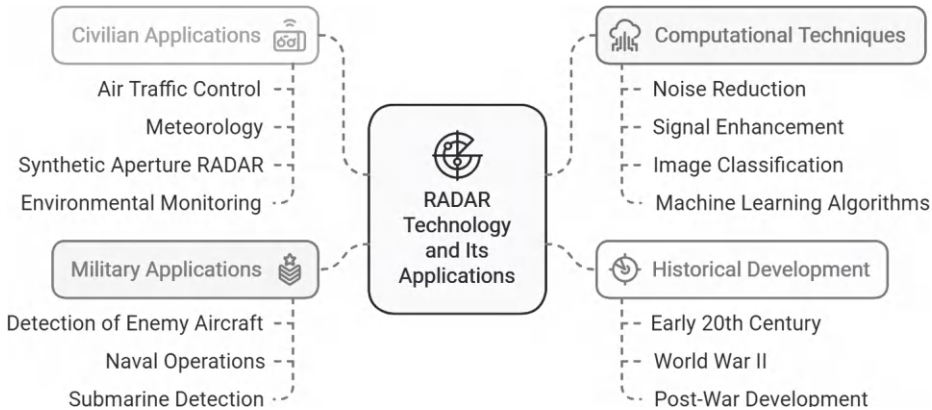 Civilian Applications
Air Traffic Control
Meteorology
Synthetic Aperture RADAR
Environmental Monitoring
Military Applications
Detection of Enemy Aircraft
Naval Operations
Submarine Detection
RADAR
Technology
and Its
Applications
Computational Techniques
Noise Reduction
Signal Enhancement
Image Classification
Machine Learning Algorithms
Historical Development
Early 20th Century
World War II
Post-War Development